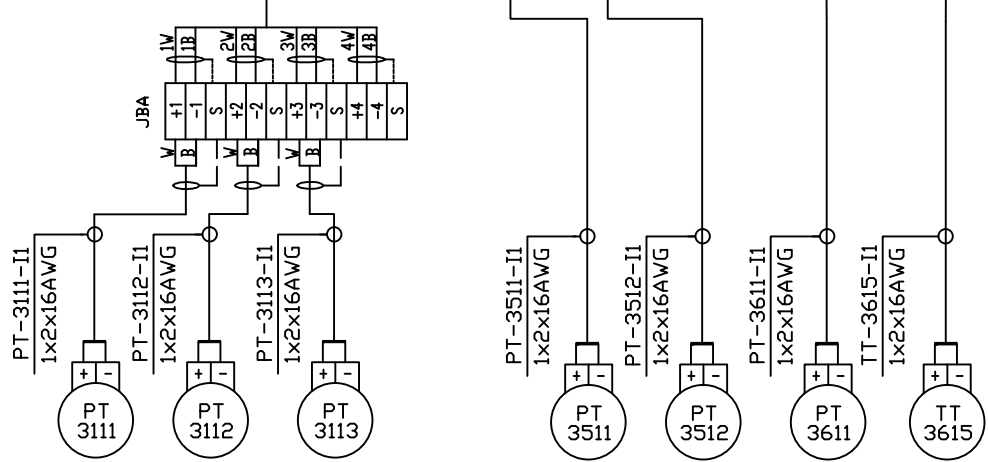 1W 1B 2W 2B 3W 3B 4W 4B
JBA +1 -1 S +2 -2 S +3 -3 S +4 -4 S
W B W B W B
PT-3111-I1
1x2x16AWG
PT-3112-I1
1x2x16AWG
PT-3113-I1
1x2x16AWG
PT-3511-I1
1x2x16AWG
PT-3512-I1
1x2x16AWG
PT-3611-I1
1x2x16AWG
TT-3615-I1
1x2x16AWG
+ - + - + - + - + - + - + -
PT
3111
PT
3112
PT
3113
PT
3511
PT
3512
PT
3611
TT
3615